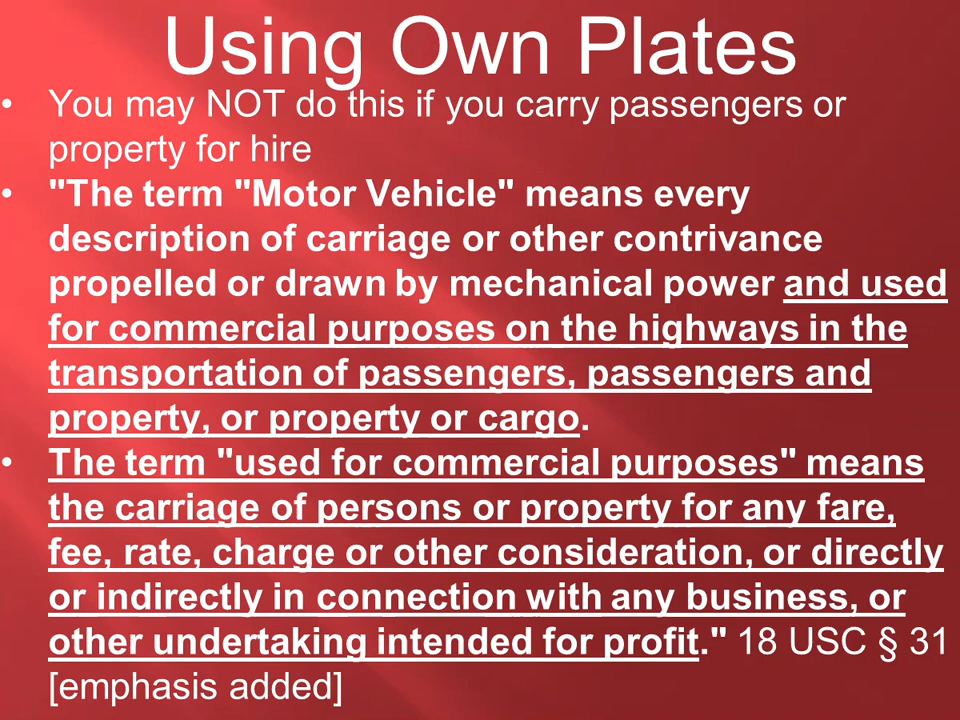 Using Own Plates
• You may NOT do this if you carry passengers or
property for hire
• "The term "Motor Vehicle" means every
description of carriage or other contrivance
propelled or drawn by mechanical power and used
for commercial purposes on the highways in the
transportation of passengers, passengers and
property, or property or cargo.
• The term "used for commercial purposes" means
the carriage of persons or property for any fare,
fee, rate, charge or other consideration, or directly
or indirectly in connection with any business, or
other undertaking intended for profit." 18 USC § 31
[emphasis added]